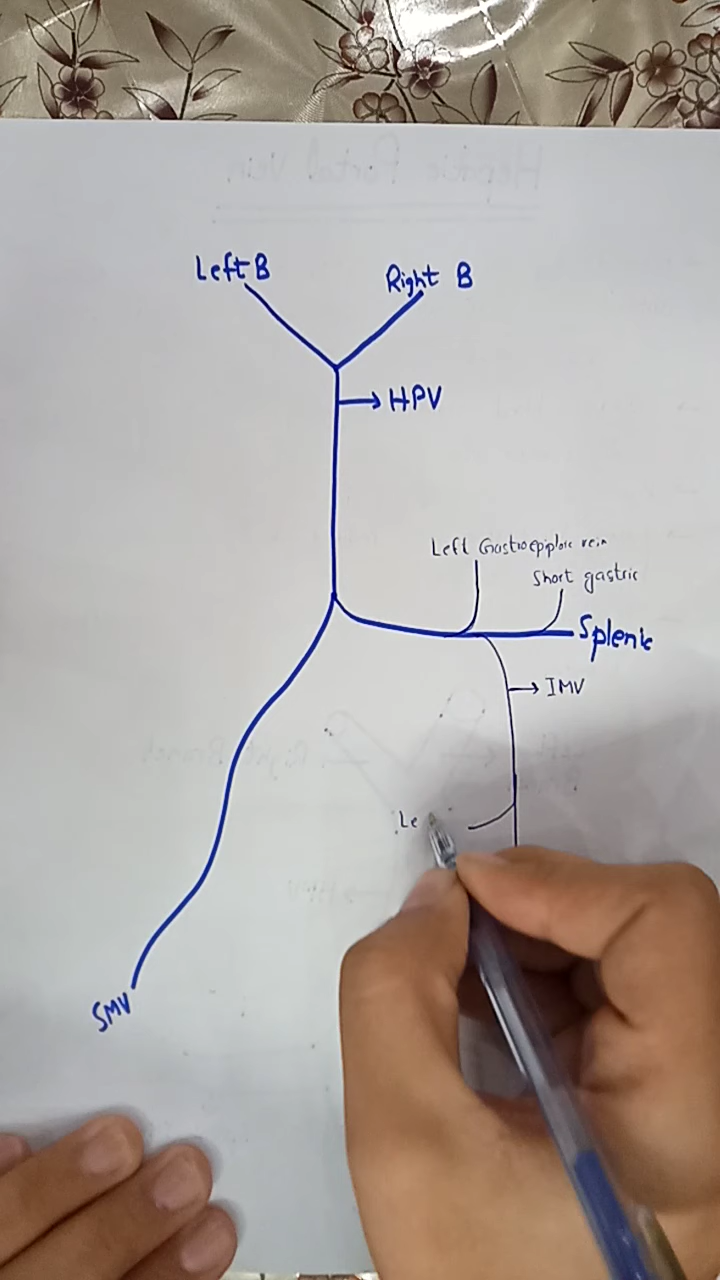 Left B
Right B
HPV
Left Gastroepiploic vein
Short gastric
Splenic
IMV
Le
SMV